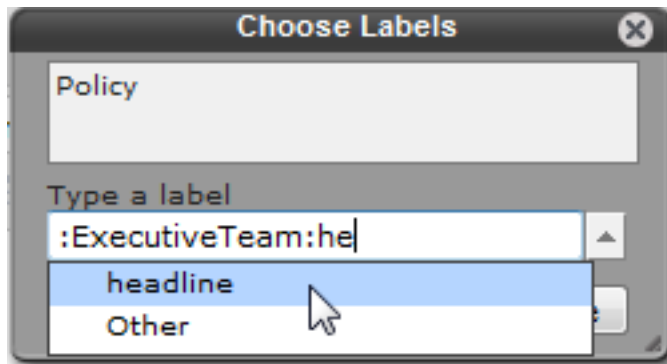 Choose Labels
Policy
Type a label
:ExecutiveTeam:he
headline
Other